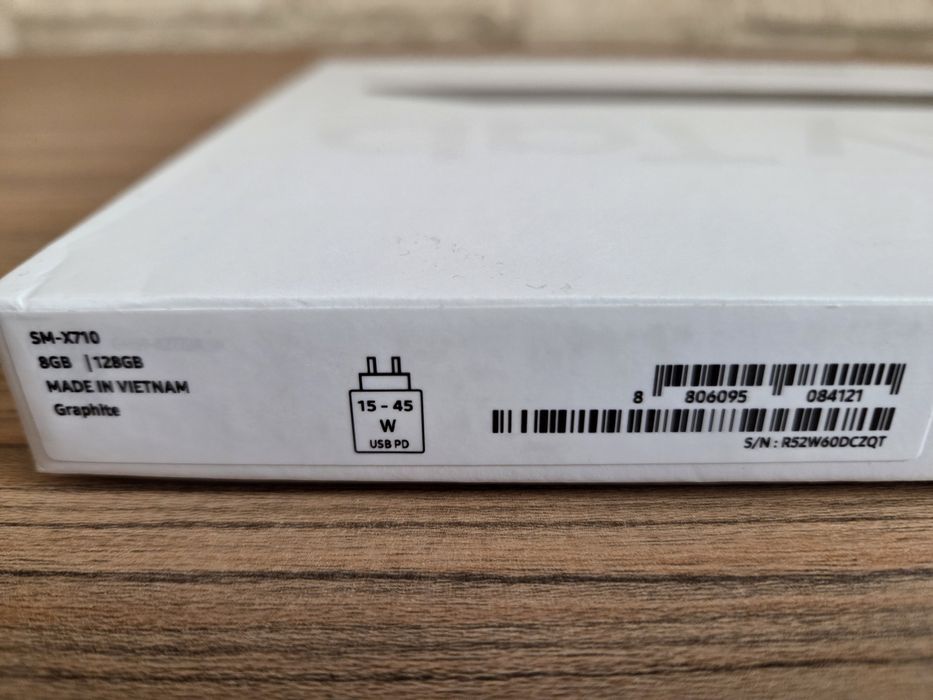 SM-X710
8GB | 128GB
MADE IN VIETNAM
Graphite
15 - 45
W
USB PD
8 806095 084121
S/N : R52W60DCZQT